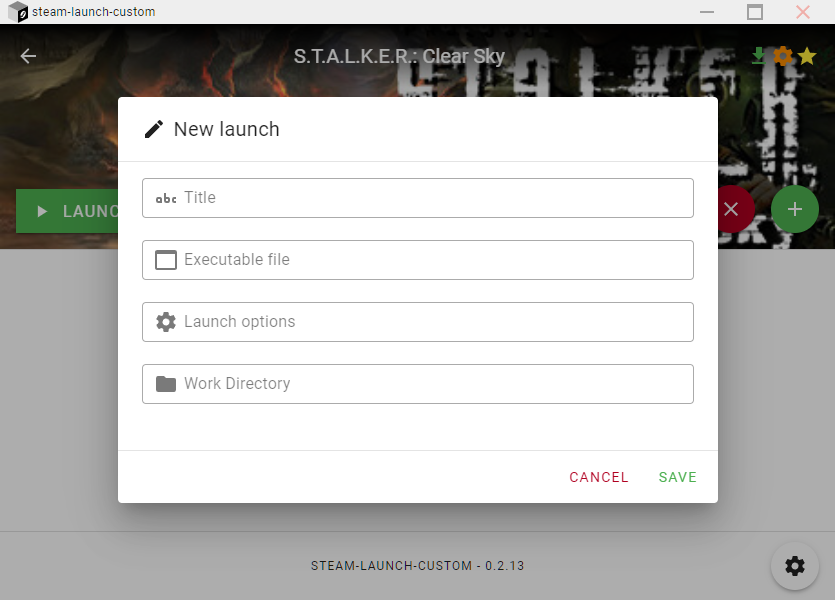 steam-launch-custom
S.T.A.L.K.E.R.: Clear Sky
New launch
abc Title
LAUNC
Executable file
Launch options
Work Directory
CANCEL SAVE
STEAM-LAUNCH-CUSTOM - 0.2.13